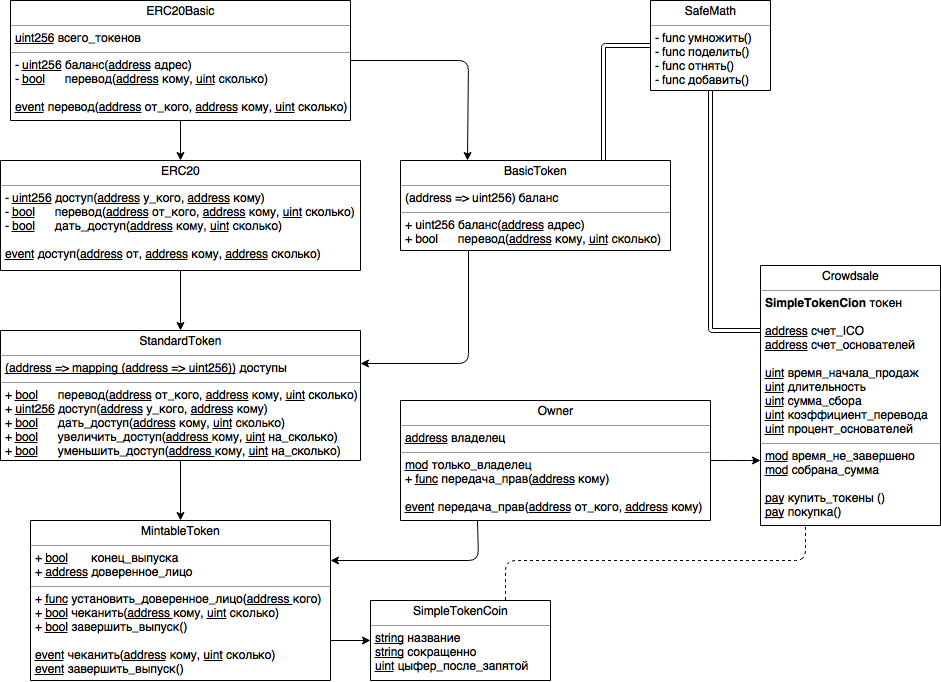 ERC20Basic
uint256 всего_токенов
- uint256 баланс(address адрес)
- bool перевод(address кому, uint сколько)
event перевод(address от_кого, address кому, uint сколько)
SafeMath
- func умножить()
- func поделить()
- func отнять()
- func добавить()
ERC20
- uint256 доступ(address у_кого, address кому)
- bool перевод(address от_кого, address кому, uint сколько)
- bool дать_доступ(address кому, uint сколько)
event доступ(address от, address кому, address сколько)
BasicToken
(address => uint256) баланс
+ uint256 баланс(address адрес)
+ bool перевод(address кому, uint сколько)
Crowdsale
SimpleTokenCion токен
address счет_ICO
address счет_основателей
uint время_начала_продаж
uint длительность
uint сумма_сбора
uint коэффициент_перевода
uint процент_основателей
mod время_не_завершено
mod собрана_сумма
pay купить_токены ()
pay покупка()
StandardToken
(address => mapping (address => uint256)) доступы
+ bool перевод(address от_кого, address кому, uint сколько)
+ uint256 доступ(address у_кого, address кому)
+ bool дать_доступ(address кому, uint сколько)
+ bool увеличить_доступ(address кому, uint на_сколько)
+ bool уменьшить_доступ(address кому, uint на_сколько)
Owner
address владелец
mod только_владелец
+ func передача_прав(address кому)
event передача_прав(address от_кого, address кому)
MintableToken
+ bool конец_выпуска
+ address доверенное_лицо
+ func установить_доверенное_лицо(address кого)
+ bool чеканить(address кому, uint сколько)
+ bool завершить_выпуск()
event чеканить(address кому, uint сколько)
event завершить_выпуск()
SimpleTokenCoin
string название
string сокращенно
uint цыфер_после_запятой